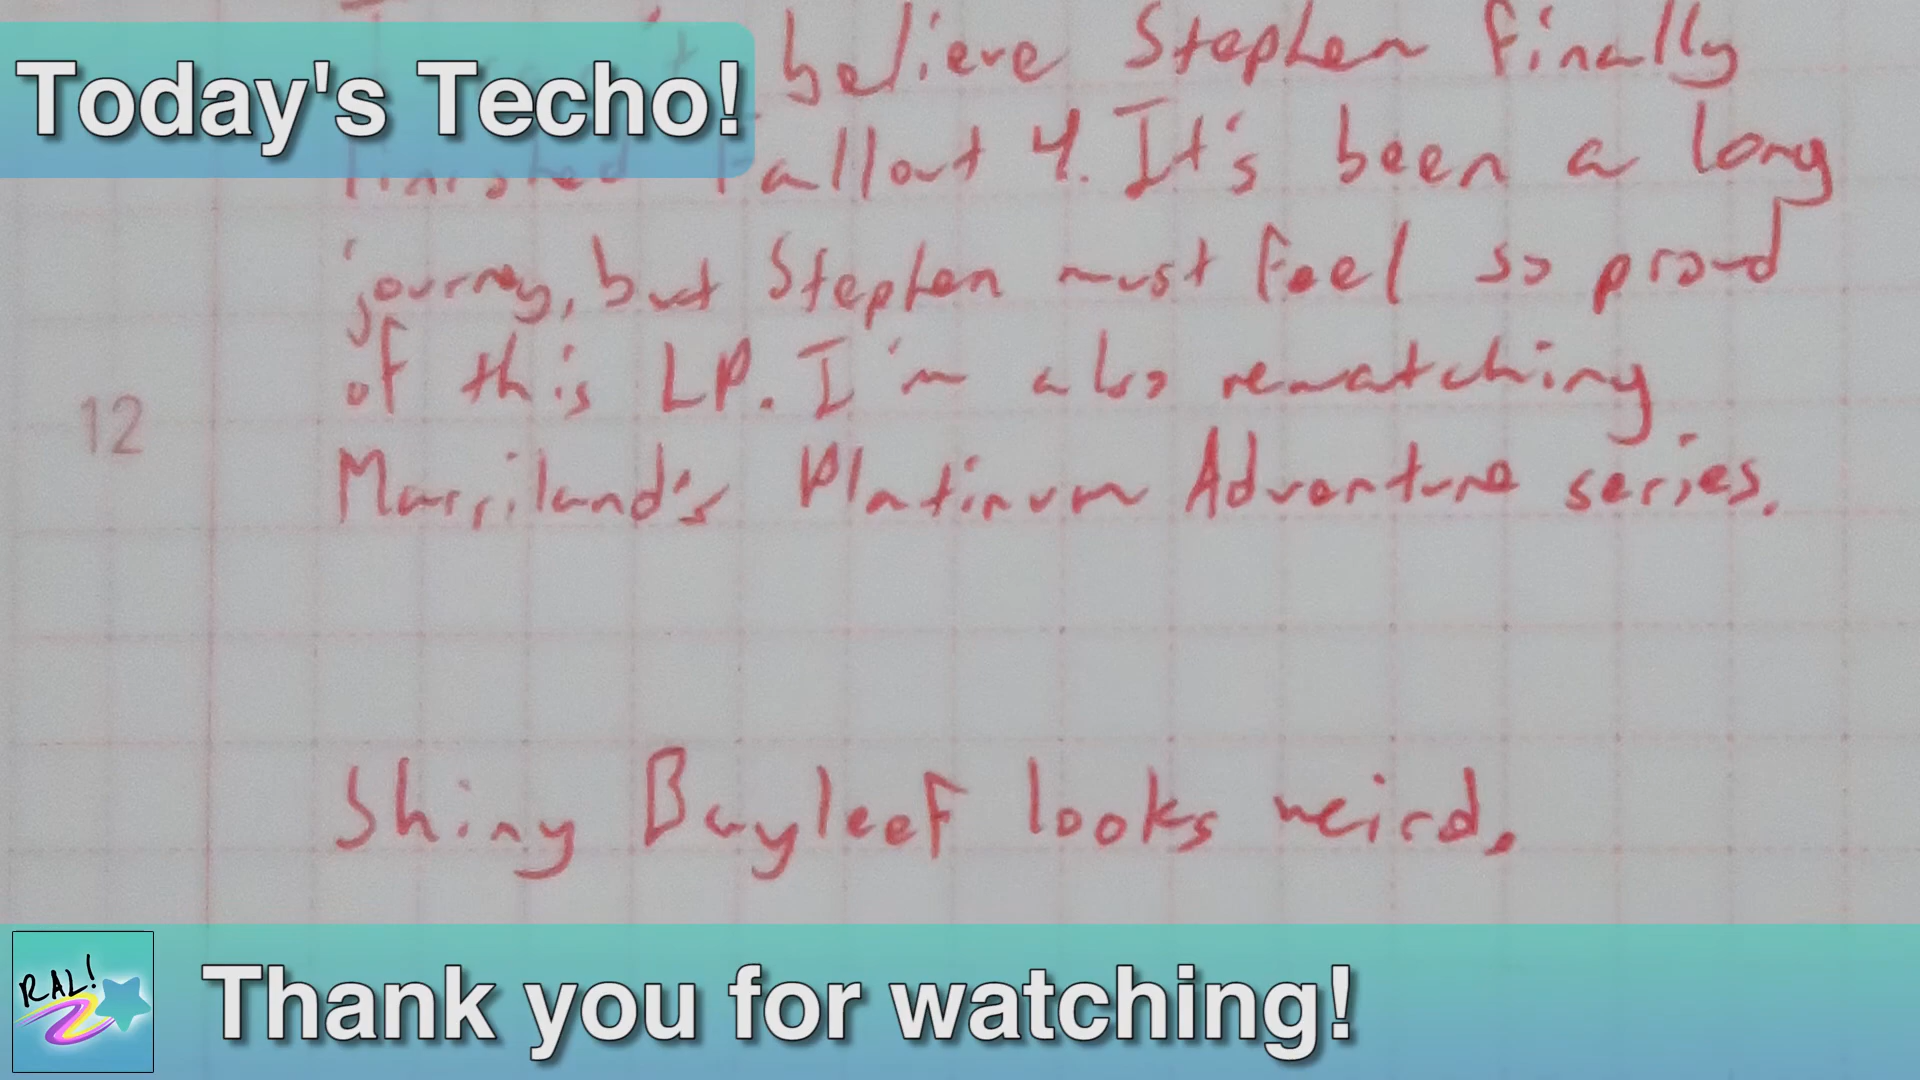 Today's Techo!
believe Stephen finally
finished Fallout 4. It's been a long
journey, but Stephen must feel so proud
of this LP. I'm also rewatching
12
Marriland's Platinum Adventure series.
Shiny Bayleef looks weird.
RAL!
Thank you for watching!